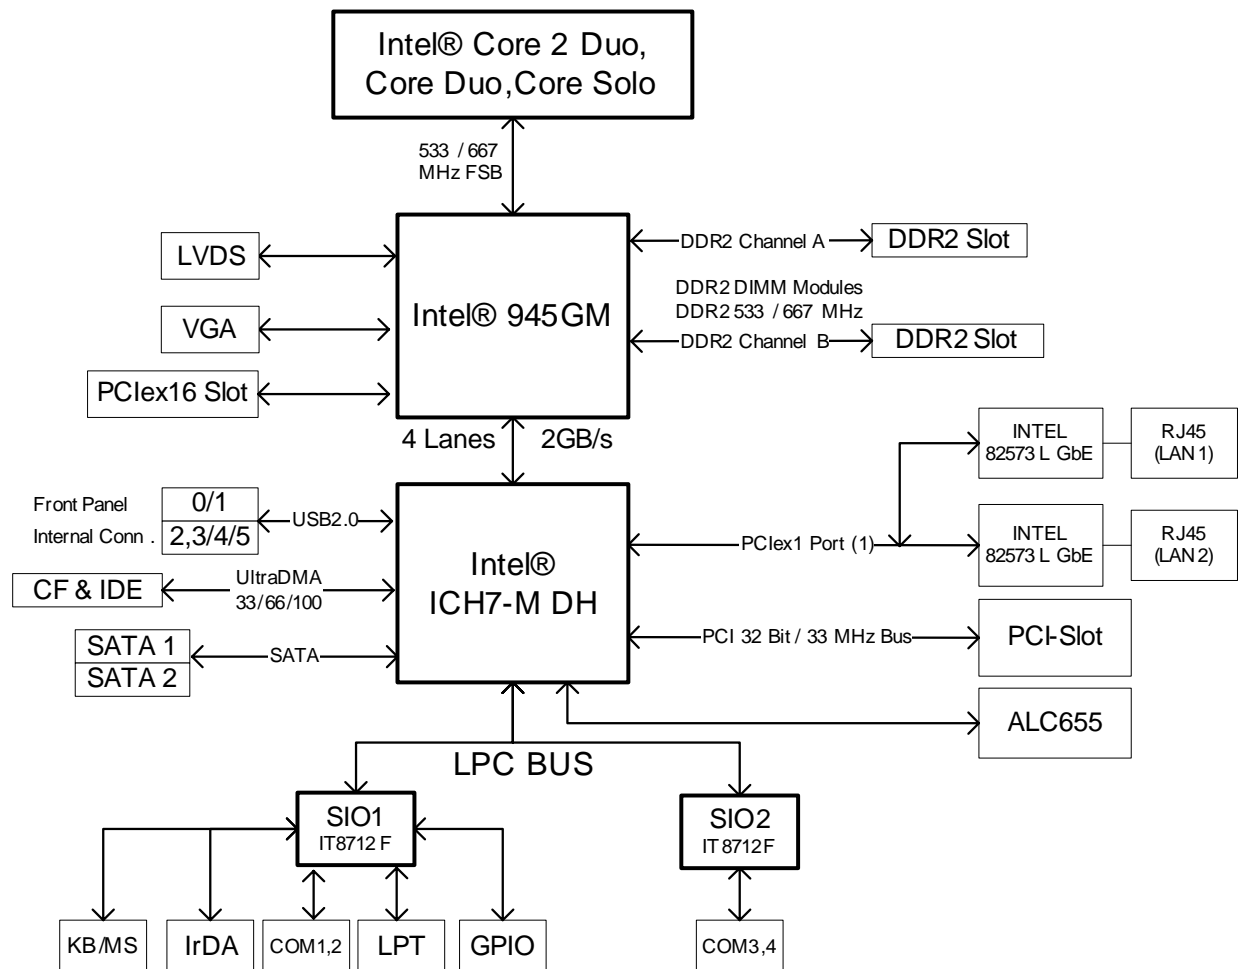 Intel® Core 2 Duo,
Core Duo,Core Solo
533 / 667
MHz FSB
LVDS
VGA
PCIex16 Slot
Intel® 945GM
DDR2 Channel A
DDR2 Slot
DDR2 DIMM Modules
DDR2 533 / 667 MHz
DDR2 Channel B
DDR2 Slot
4 Lanes
2GB/s
Front Panel
0/1
Internal Conn .
2,3/4/5
USB2.0
CF & IDE
UltraDMA
33/66/100
SATA 1
SATA 2
SATA
Intel®
ICH7-M DH
PCIex1 Port (1)
INTEL
82573 L GbE
RJ45
(LAN 1)
INTEL
82573 L GbE
RJ45
(LAN 2)
PCI 32 Bit / 33 MHz Bus
PCI-Slot
ALC655
LPC BUS
SIO1
IT8712 F
SIO2
IT8712F
KB/MS
IrDA
COM1,2
LPT
GPIO
COM3,4